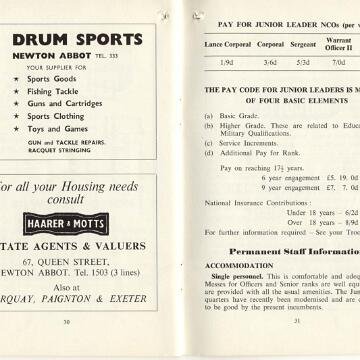 DRUM SPORTS
NEWTON ABBOT TEL. 333
YOUR SUPPLIER FOR
★ Sports Goods
★ Fishing Tackle
★ Guns and Cartridges
★ Sports Clothing
★ Toys and Games
GUN and TACKLE REPAIRS.
RACQUET STRINGING
for all your Housing needs
consult
HAARER & MOTTS
STATE AGENTS & VALUERS
67, QUEEN STREET,
NEWTON ABBOT. Tel. 1503 (3 lines)
Also at
TORQUAY, PAIGNTON & EXETER
30
PAY FOR JUNIOR LEADER NCOs (per
Lance Corporal Corporal Sergeant Warrant Officer II
1/9d 3/6d 5/3d 7/0d
THE PAY CODE FOR JUNIOR LEADERS IS
OF FOUR BASIC ELEMENTS
(a) Basic Grade.
(b) Higher Grade. These are related to
Military Qualifications.
(c) Service Increments.
(d) Additional Pay for Rank.
Pay on reaching 17½ years.
6 year engagement £5. 19. 0d
9 year engagement £7. 7. 0d
National Insurance Contributions :
Under 18 years – 6/2d
Over 18 years – 8/9d
For further information required – See your
Permanent Staff
ACCOMMODATION
Single personnel. This is comfortable and
Messes for Officers and Senior ranks are well
are provided with all the usual amenities. The
quarters have recently been modernised and are
to be good by the present incumbents.
31